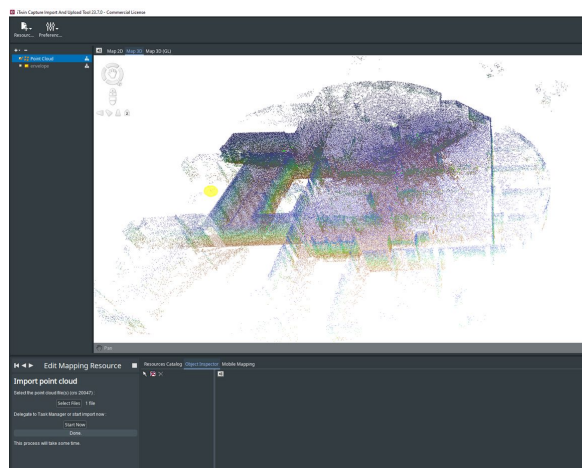 iTwin Capture Import And Upload Tool 23.7.0 - Commercial License
Resourc... Preferenc...
Map 2D Map 3D Map 3D (GL)
Point Cloud
envelope
Pan
Edit Mapping Resource
Resources Catalog Object Inspector Mobile Mapping
Import point cloud
Select the point cloud file(s) (crs 28047)
Select Files 1 file
Delegate to Task Manager or start import now
Start Now
Done.
This process will take some time